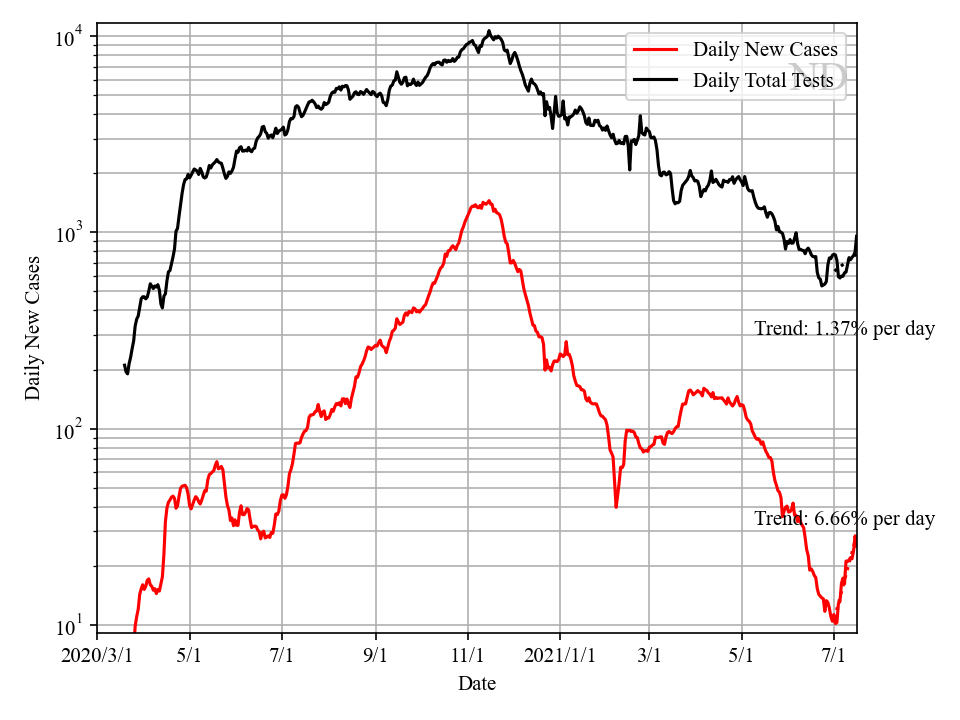 Daily New Cases
Daily Total Tests
ND
Daily New Cases
10^4
10^3
10^2
10^1
Trend: 1.37% per day
Trend: 6.66% per day
2020/3/1 5/1 7/1 9/1 11/1 2021/1/1 3/1 5/1 7/1
Date